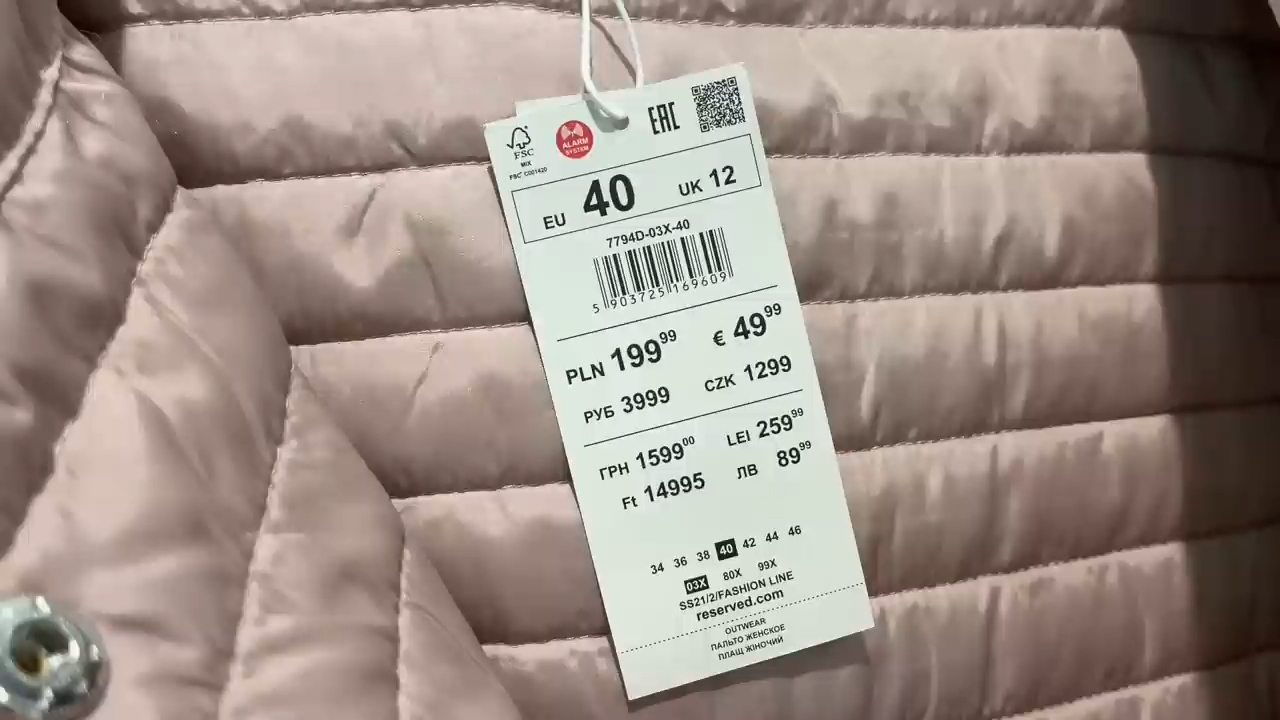 FSC
MIX
FSC® C001420
ALARM
SYSTEM
EAC
EU 40 UK 12
7794D-03X-40
5 903725 169609
PLN 199⁹⁹ € 49⁹⁹
РУБ 3999 CZK 1299
ГРН 1599⁰⁰ LEI 259⁹⁹
Ft 14995 ЛВ 89⁹⁹
34 36 38 40 42 44 46
03X 80X 99X
SS21/2/FASHION LINE
reserved.com
OUTWEAR
ПАЛЬТО ЖЕНСКОЕ
ПЛАЩ ЖІНОЧИЙ